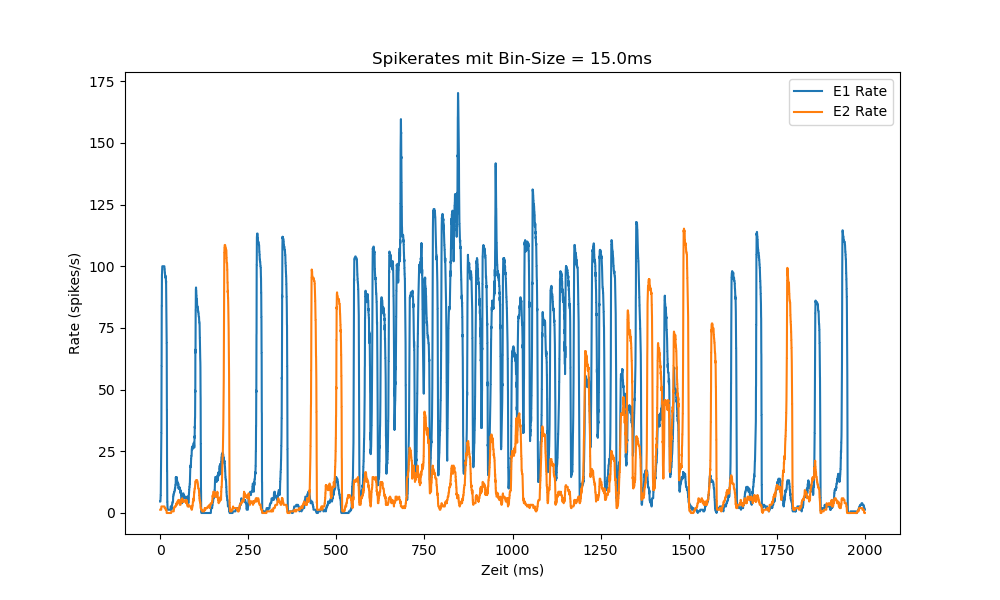 Spikerates mit Bin-Size = 15.0ms
E1 Rate
E2 Rate
175
150
125
100
75
50
25
0
Rate (spikes/s)
0 250 500 750 1000 1250 1500 1750 2000
Zeit (ms)